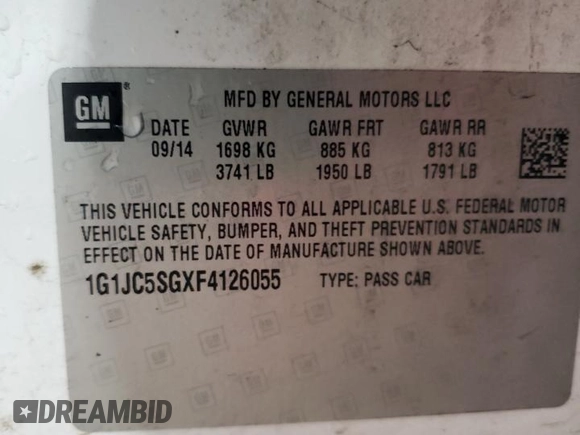 GM ®
MFD BY GENERAL MOTORS LLC
DATE GVWR GAWR FRT GAWR RR
09/14 1698 KG 885 KG 813 KG
3741 LB 1950 LB 1791 LB
THIS VEHICLE CONFORMS TO ALL APPLICABLE U.S. FEDERAL MOTOR
VEHICLE SAFETY, BUMPER, AND THEFT PREVENTION STANDARDS IN
EFFECT ON THE DATE OF MANUFACTURE SHOWN ABOVE.
1G1JC5SGXF4126055 TYPE: PASS CAR
DREAMBID